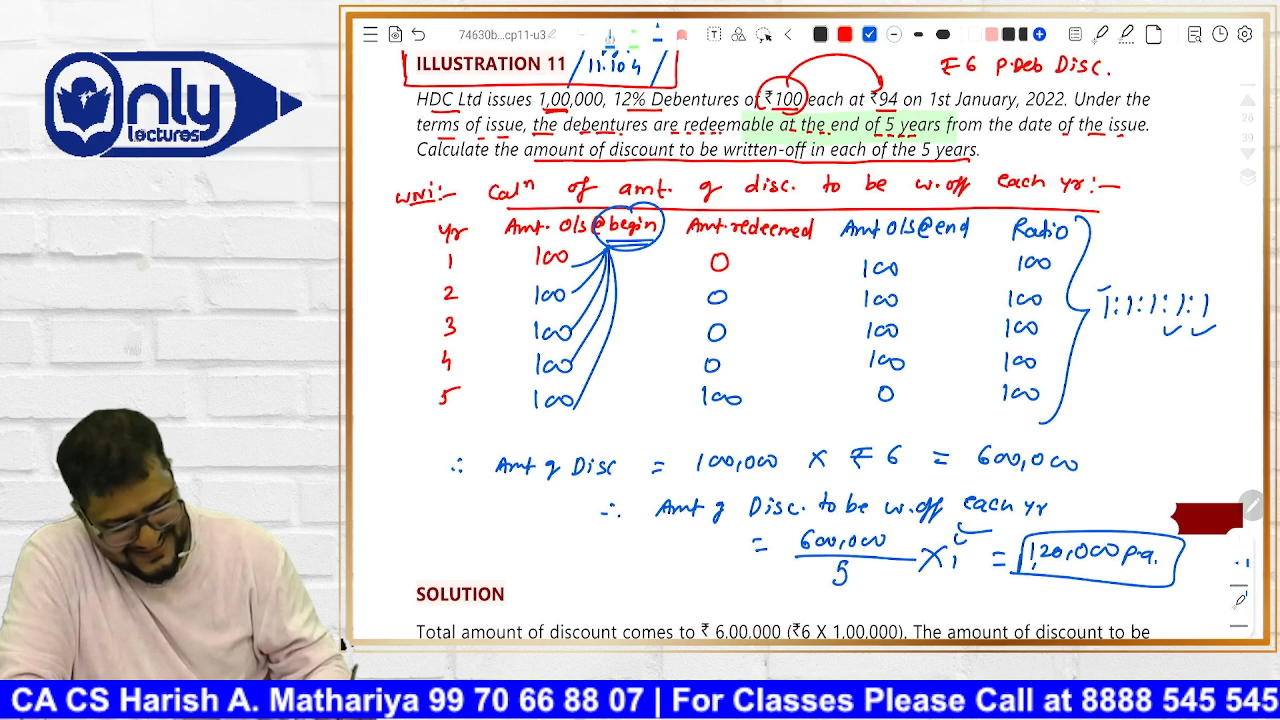 Only
Lectures
74630b...cp11-u3
ILLUSTRATION 11 / 11.104 /
₹6 P.Deb Disc.
HDC Ltd issues 1,00,000, 12% Debentures of ₹100 each at ₹94 on 1st January, 2022. Under the
terms of issue, the debentures are redeemable at the end of 5 years from the date of the issue.
Calculate the amount of discount to be written-off in each of the 5 years.
WN1:- Calⁿ of amt. of disc. to be w.off each yr:-
Yr Amt. O/s @ begin Amt. redeemed Amt O/s @ end Ratio
1 100 0 100 100
2 100 0 100 100
3 100 0 100 100
4 100 0 100 100
5 100 100 0 100
1:1:1:1:1
∴ Amt of Disc = 100,000 × ₹6 = 600,000
∴ Amt of Disc. to be w.off each yr
= 600,000 / 5 × 1 = 1,20,000 p.a.
SOLUTION
Total amount of discount comes to ₹ 6,00,000 (₹6 X 1,00,000). The amount of discount to be
26
39
CA CS Harish A. Mathariya 99 70 66 88 07 | For Classes Please Call at 8888 545 545